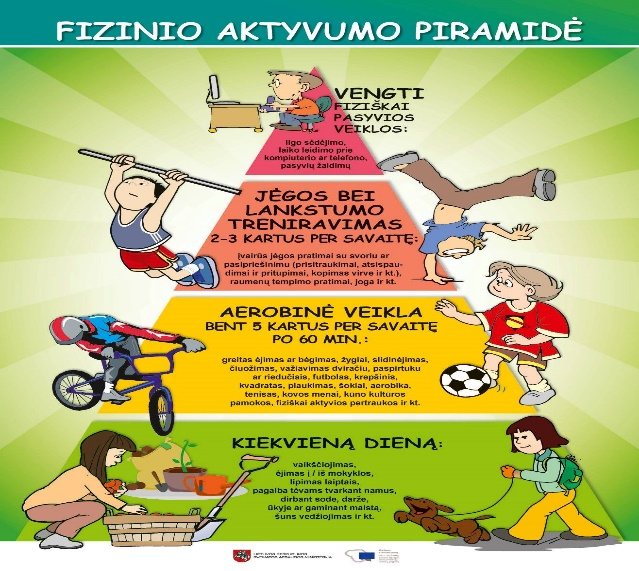 FIZINIO AKTYVUMO PIRAMIDĖ
VENGTI
FIZIŠKAI
PASYVIOS
VEIKLOS:
ilgo sėdėjimo,
laiko leidimo prie
kompiuterio ar telefono,
pasyvių žaidimų
JĖGOS BEI
LANKSTUMO
TRENIRAVIMAS
2-3 KARTUS PER SAVAITĘ:
įvairūs jėgos pratimai su svoriu ar
pasipriešinimu (prisitraukimai, atsispau-
dimai ir pritupimai, kopimas virve ir kt.),
raumenų tempimo pratimai, joga ir kt.
AEROBINĖ VEIKLA
BENT 5 KARTUS PER SAVAITĘ
PO 60 MIN.:
greitas ėjimas ar bėgimas, žygiai, slidinėjimas,
čiuožimas, važiavimas dviračiu, paspirtuku
ar riedučiais, futbolas, krepšinis,
kvadratas, plaukimas, šokiai, aerobika,
tenisas, kovos menai, kūno kultūros
pamokos, fiziškai aktyvios pertraukos ir kt.
KIEKVIENĄ DIENĄ:
vaikščiojimas,
ėjimas į / iš mokyklos,
lipimas laiptais,
pagalba tėvams tvarkant namus,
dirbant sode, darže,
ūkyje ar gaminant maistą,
šuns vedžiojimas ir kt.